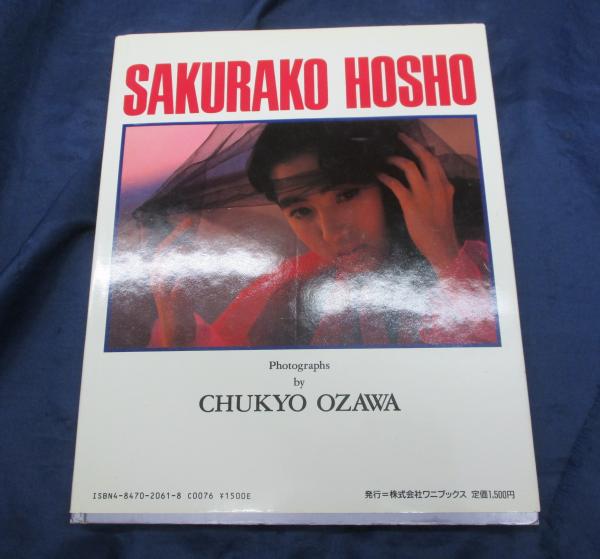 SAKURAKO HOSHO
Photographs
by
CHUKYO OZAWA
ISBN4-8470-2061-8 C0076 ¥1500E
発行=株式会社ワニブックス 定価1,500円